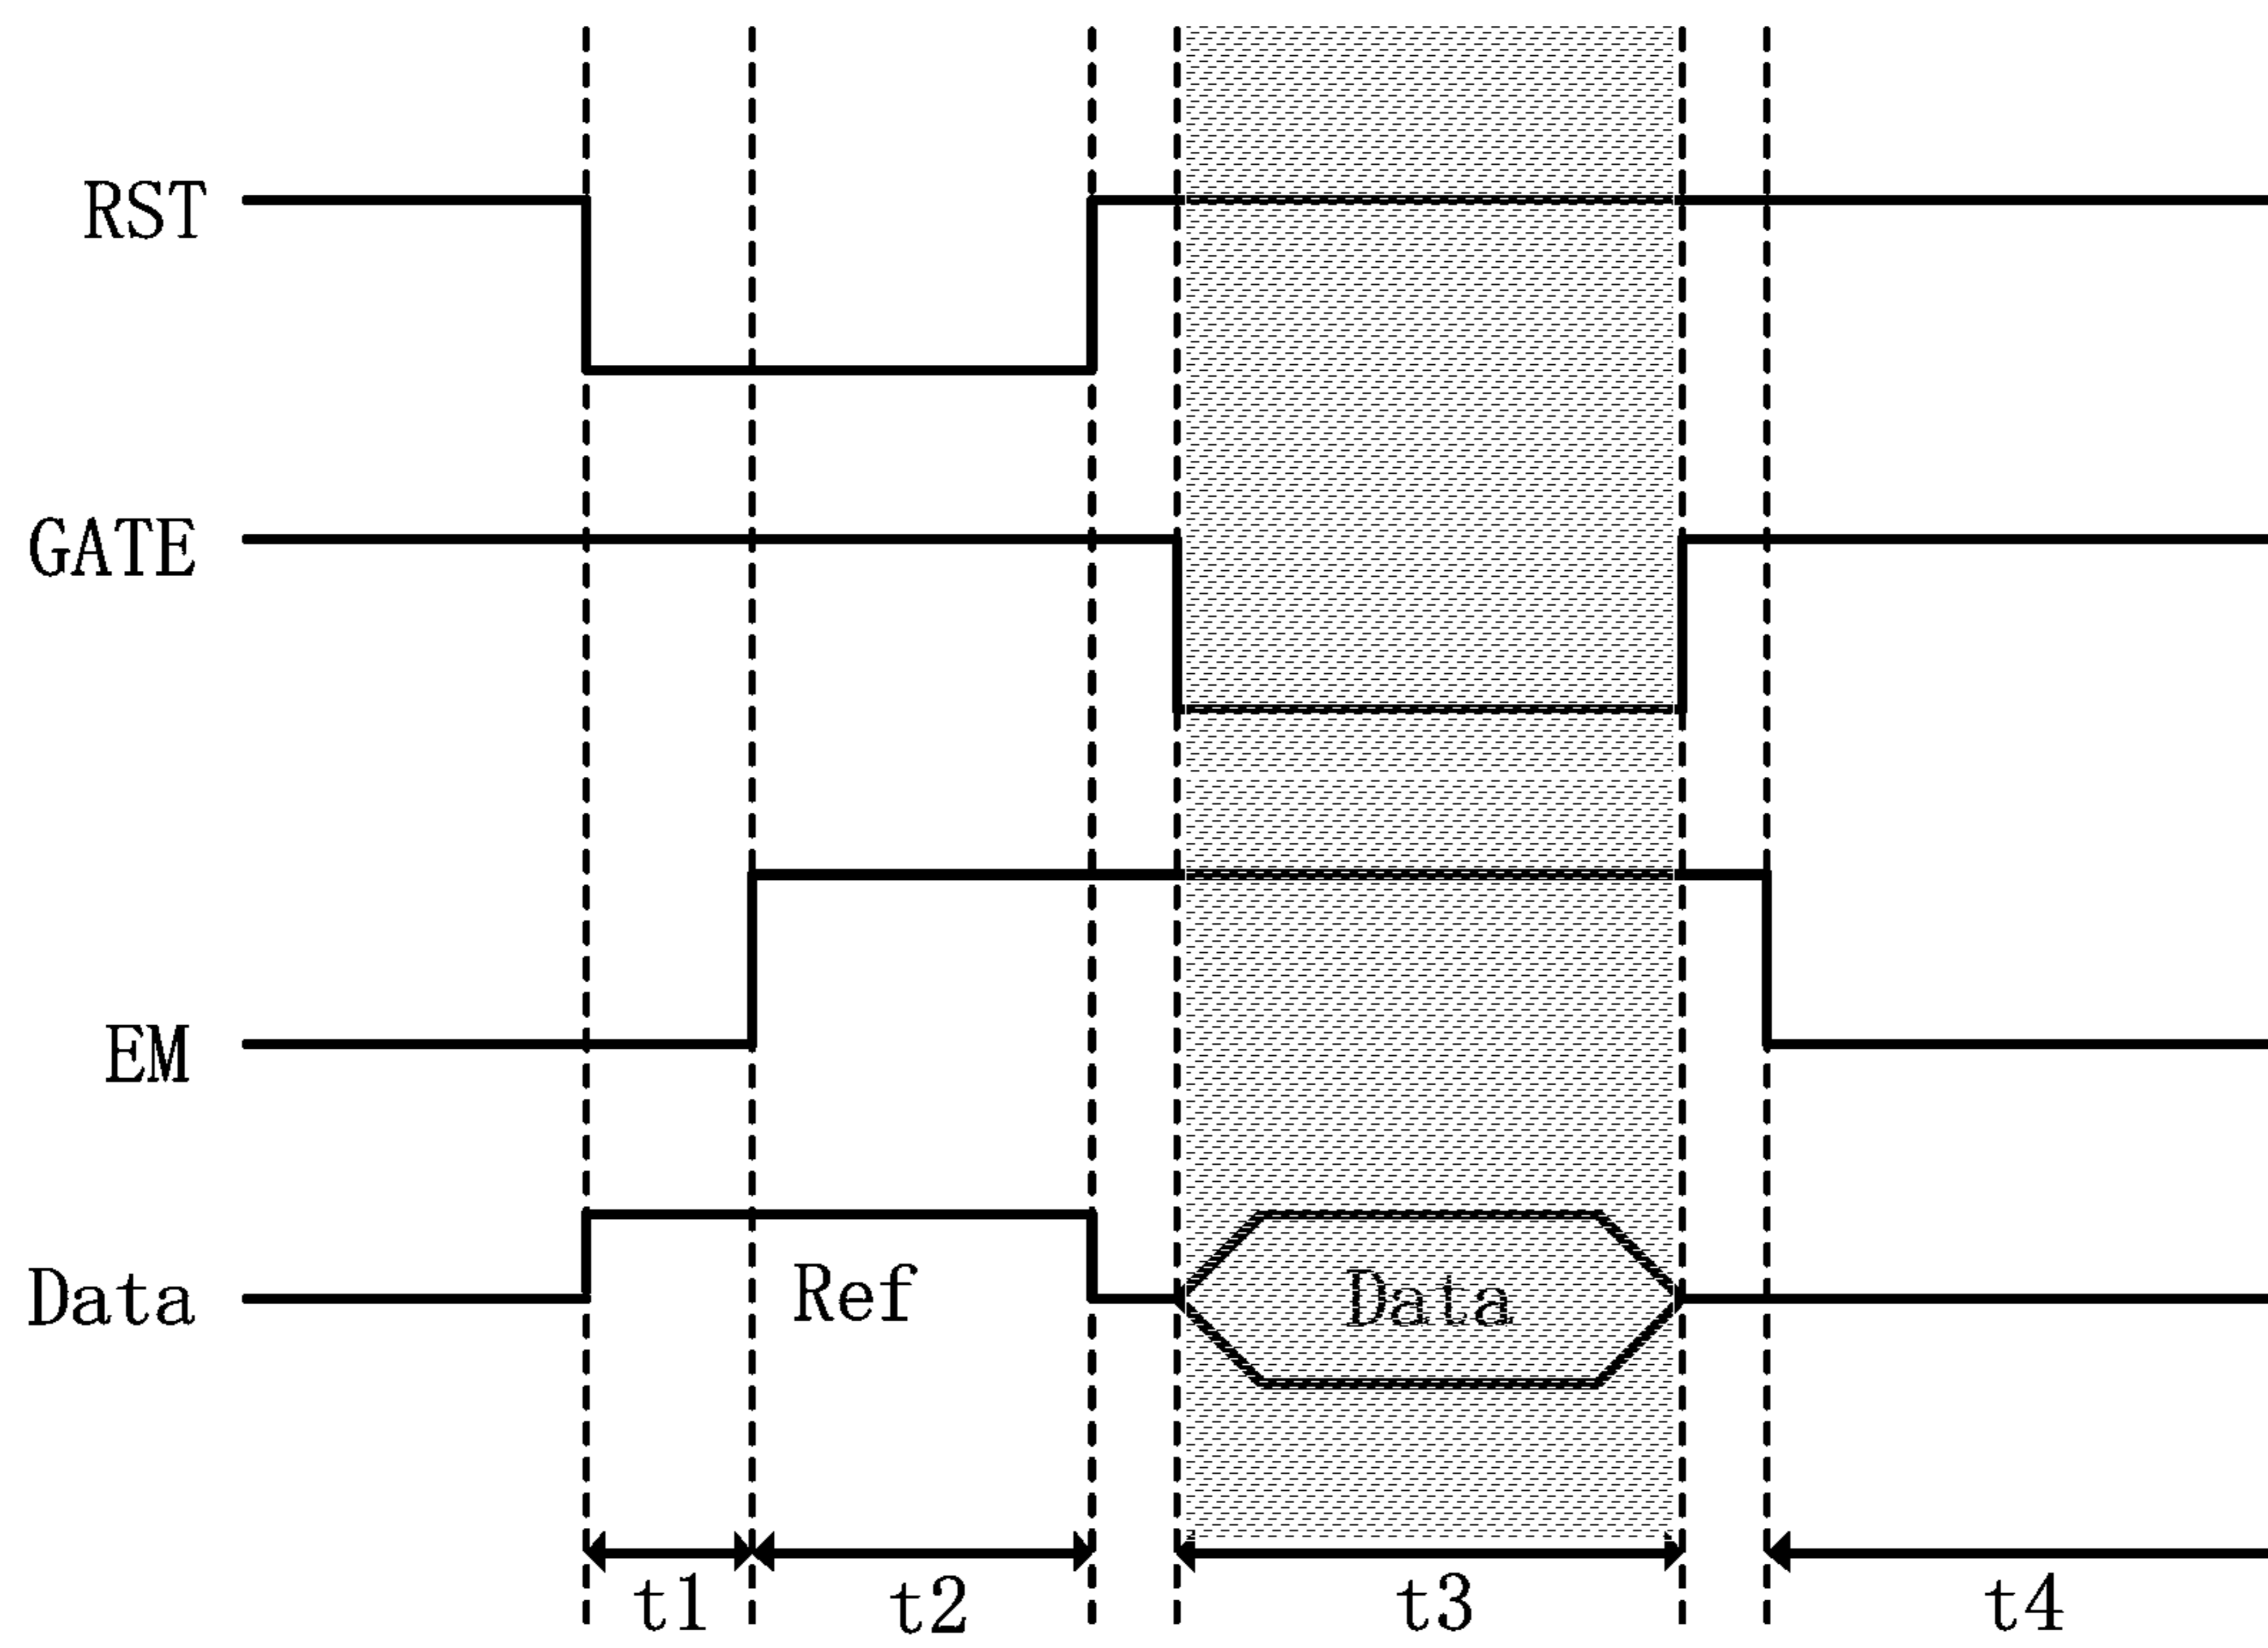 RST
GATE
EM
Data
Ref
Data
t1
t2
t3
t4